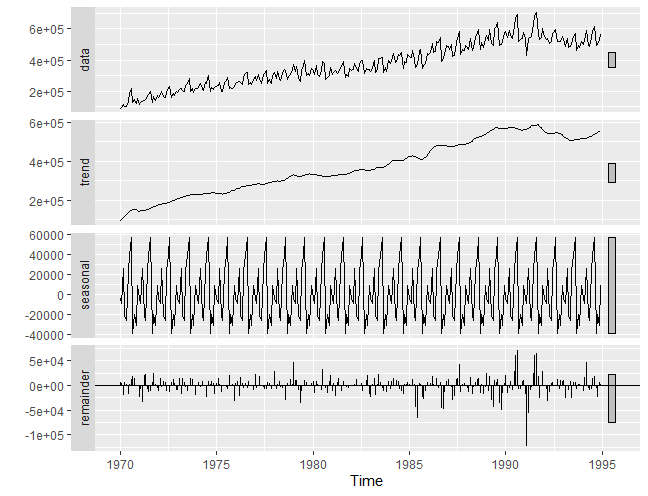 data
6e+05
4e+05
2e+05
trend
6e+05
4e+05
2e+05
seasonal
60000
40000
20000
0
-20000
-40000
remainder
5e+04
0e+00
-5e+04
-1e+05
1970 1975 1980 1985 1990 1995
Time